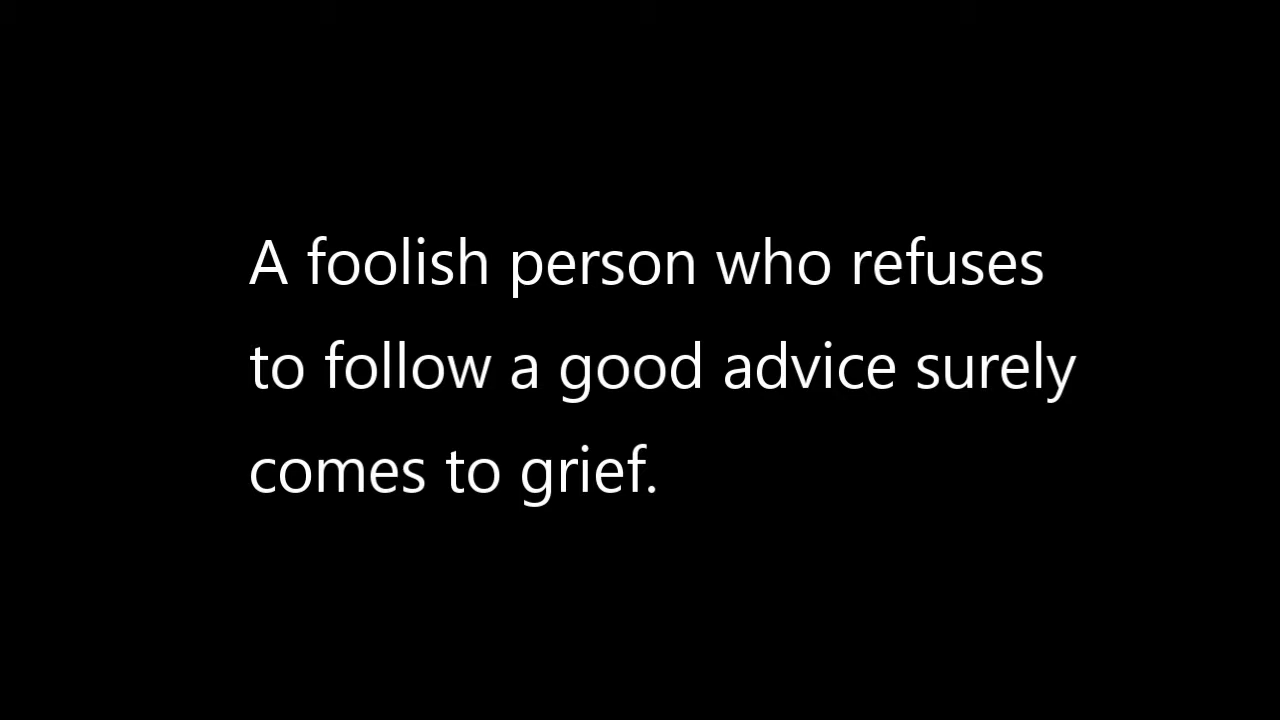 A foolish person who refuses
to follow a good advice surely
comes to grief.